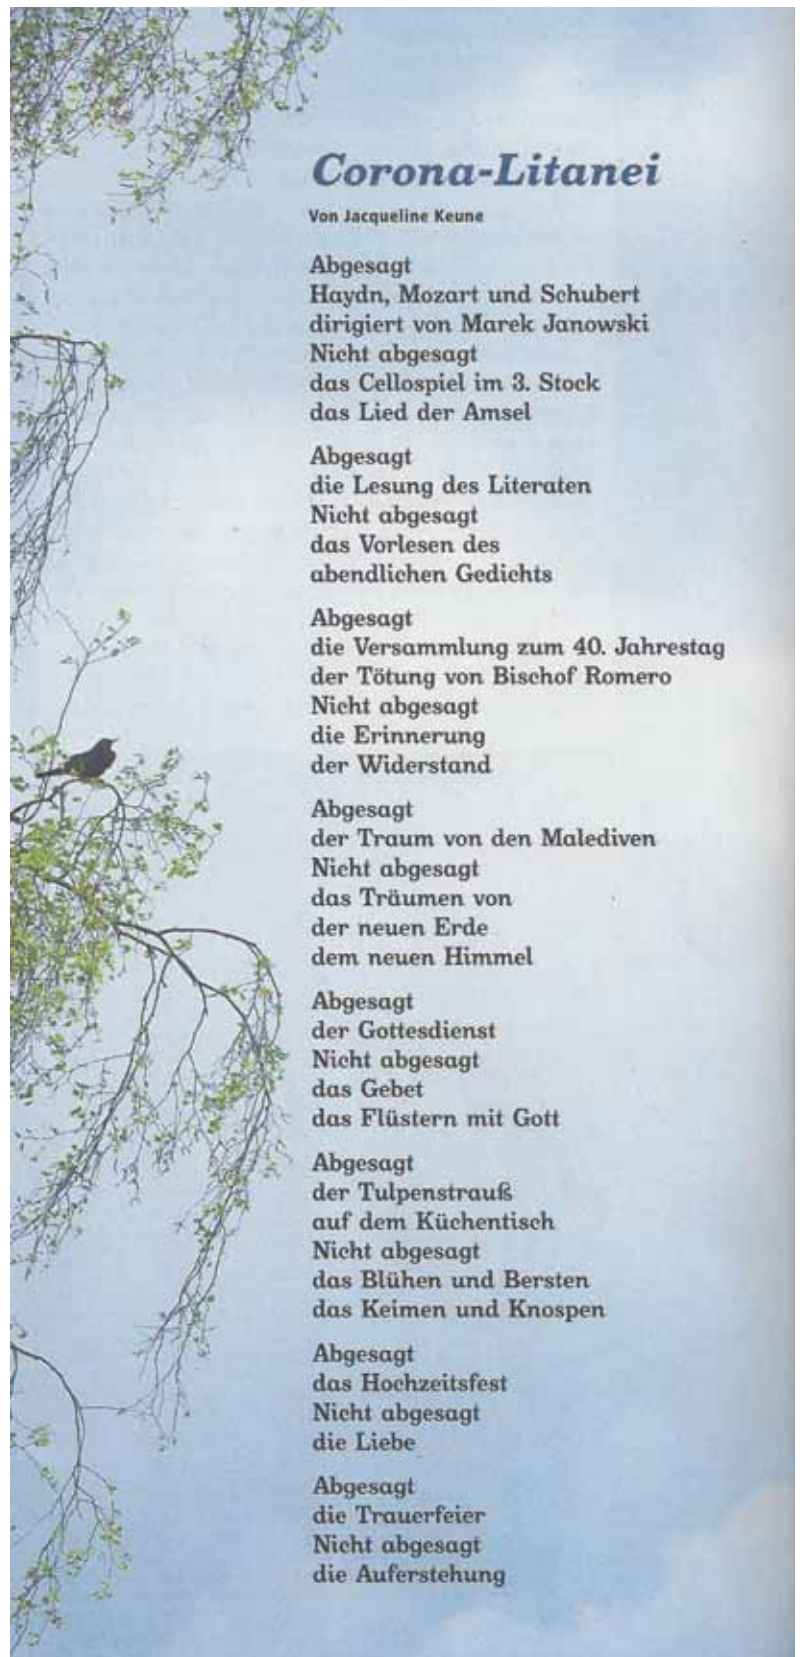 Corona-Litanei
Von Jacqueline Keune
Abgesagt
Haydn, Mozart und Schubert
dirigiert von Marek Janowski
Nicht abgesagt
das Cellospiel im 3. Stock
das Lied der Amsel
Abgesagt
die Lesung des Literaten
Nicht abgesagt
das Vorlesen des
abendlichen Gedichts
Abgesagt
die Versammlung zum 40. Jahrestag
der Tötung von Bischof Romero
Nicht abgesagt
die Erinnerung
der Widerstand
Abgesagt
der Traum von den Malediven
Nicht abgesagt
das Träumen von
der neuen Erde
dem neuen Himmel
Abgesagt
der Gottesdienst
Nicht abgesagt
das Gebet
das Flüstern mit Gott
Abgesagt
der Tulpenstrauß
auf dem Küchentisch
Nicht abgesagt
das Blühen und Bersten
das Keimen und Knospen
Abgesagt
das Hochzeitsfest
Nicht abgesagt
die Liebe
Abgesagt
die Trauerfeier
Nicht abgesagt
die Auferstehung